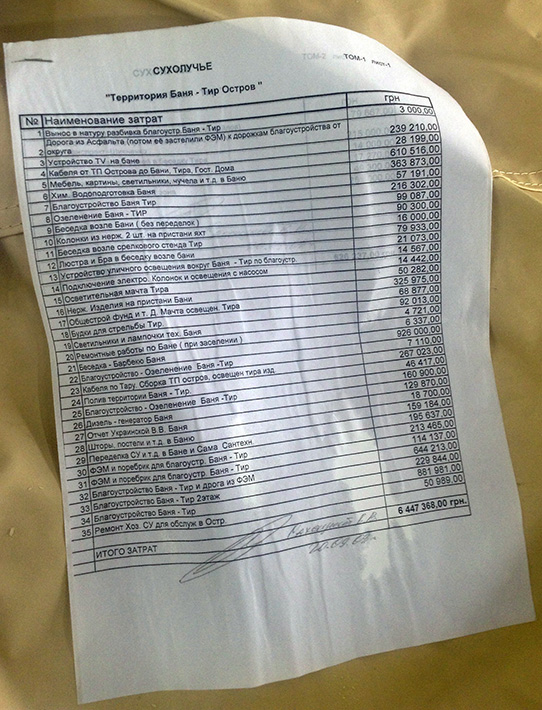 СУХОЛУЧЬЕ
ТОМ-2
ТОМ-1 лист-1
"Территория Баня - Тир Остров "
№ Наименование затрат грн
1 Вынос в натуру разбивка благоустр.Баня - Тир 3 000,00
Дорога из Асфальта (потом её застелили ФЭМ) к дорожкам благоустройства от
2 округа 239 210,00
3 Устройство TV на бане 28 199,00
4 Кабеля от ТП Острова до Бани, Тира, Гост. Дома 610 516,00
5 Мебель, картины, светильники, чучела и т.д. в Баню 363 873,00
6 Хим. Водоподготовка Баня 57 191,00
7 Благоустройство Баня Тир 216 302,00
8 Озеленение Баня - ТИР 99 087,00
9 Беседка возле Бани ( без переделок ) 90 300,00
10 Колонки из нерж. 2 шт. на пристани яхт 16 000,00
11 Беседка возле срелкового стенда Тир 79 933,00
12 Люстра и Бра в беседку возле бани 21 073,00
13 Устройство уличного освещения вокруг Баня - Тир по благоустр. 14 567,00
14 Подключение электро. Колонок и освещения с насосом 14 442,00
15 Осветительная мачта Тира 50 282,00
16 Нерж. Изделия на пристани Бани 325 975,00
17 Общестрой фунд и т. Д. Мачта освещен. Тира 68 877,00
18 Будки для стрельбы Тир 92 013,00
19 Светильники и лампочки тех. Баня 4 721,00
20 Ремонтные работы по Бане ( при заселении ) 6 337,00
21 Беседка - Барбекю Баня 926 000,00
22 Благоустройство - Озеленение Баня -Тир 7 110,00
23 Кабеля по Тару. Сборка ТП остров, освещен тира изд. 267 023,00
24 Полив территории Баня - Тир. 46 417,00
25 Благоустройство - Озеленение Баня -Тир 160 900,00
26 Дизель - генератор Баня 129 870,00
27 Отчет Украинской В.В. Баня 18 700,00
28 Шторы, постели и т.д. в Баню 159 184,00
29 Переделка СУ и т.д. в Бане и Сама Сантехн. 195 637,00
30 ФЭМ и поребрик для благоустр. Баня - Тир 213 465,00
31 ФЭМ и поребрик для благоустр. Баня - Тир 114 137,00
32 Благоустройство Баня - Тир и дрога из ФЭМ 644 213,00
33 Благоустройство Баня - Тир 2этаж 229 844,00
34 Благоустройство Баня - Тир 881 981,00
35 Ремонт Хоз. СУ для обслуж в Остр. 50 989,00
ИТОГО ЗАТРАТ 6 447 368,00 грн.